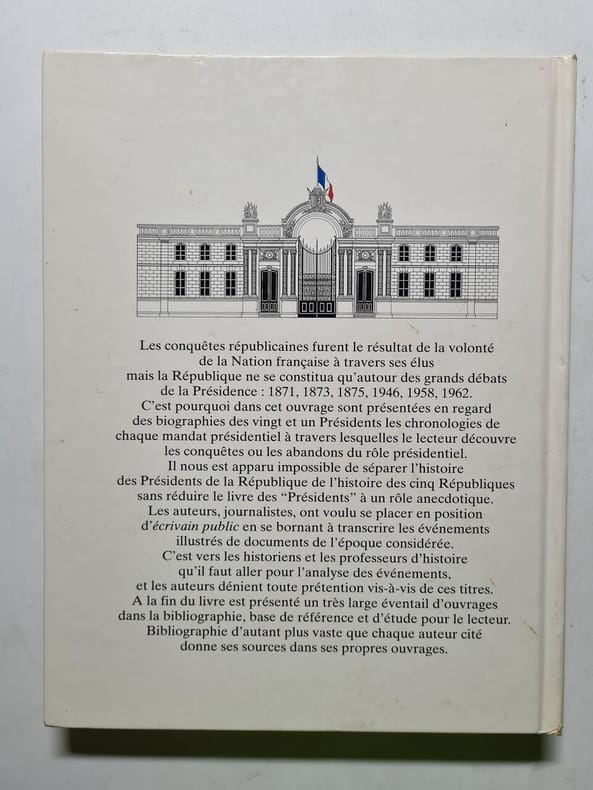 Les conquêtes républicaines furent le résultat de la volonté
de la Nation française à travers ses élus
mais la République ne se constitua qu'autour des grands débats
de la Présidence : 1871, 1873, 1875, 1946, 1958, 1962.
C'est pourquoi dans cet ouvrage sont présentées en regard
des biographies des vingt et un Présidents les chronologies de
chaque mandat présidentiel à travers lesquelles le lecteur découvre
les conquêtes ou les abandons du rôle présidentiel.
Il nous est apparu impossible de séparer l'histoire
des Présidents de la République de l'histoire des cinq Républiques
sans réduire le livre des “Présidents” à un rôle anecdotique.
Les auteurs, journalistes, ont voulu se placer en position
d'écrivain public en se bornant à transcrire les événements
illustrés de documents de l'époque considérée.
C'est vers les historiens et les professeurs d'histoire
qu'il faut aller pour l'analyse des événements,
et les auteurs dénient toute prétention vis-à-vis de ces titres.
A la fin du livre est présenté un très large éventail d'ouvrages
dans la bibliographie, base de référence et d'étude pour le lecteur.
Bibliographie d'autant plus vaste que chaque auteur cité
donne ses sources dans ses propres ouvrages.